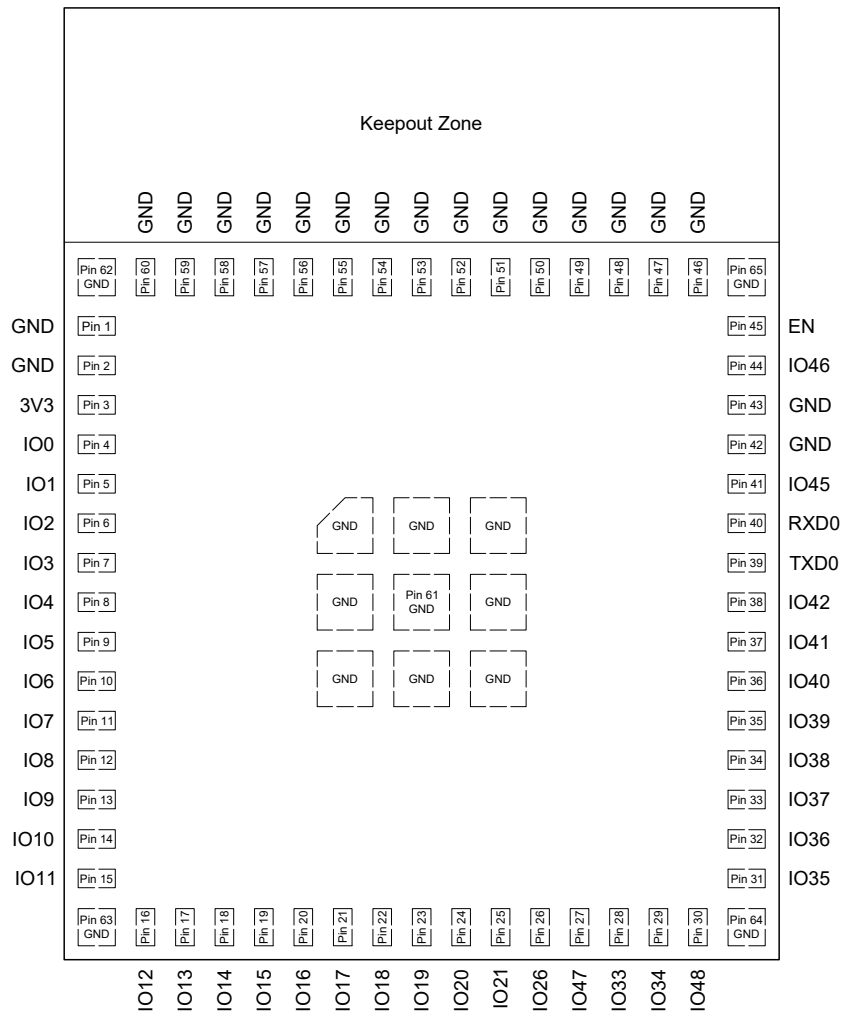 Keepout Zone
GND GND GND GND GND GND GND GND GND GND GND GND GND GND GND
Pin 62 GND Pin 60 Pin 59 Pin 58 Pin 57 Pin 56 Pin 55 Pin 54 Pin 53 Pin 52 Pin 51 Pin 50 Pin 49 Pin 48 Pin 47 Pin 46 Pin 65 GND
GND Pin 1 Pin 45 EN
GND Pin 2 Pin 44 IO46
3V3 Pin 3 Pin 43 GND
IO0 Pin 4 Pin 42 GND
IO1 Pin 5 Pin 41 IO45
IO2 Pin 6 GND GND GND Pin 40 RXD0
IO3 Pin 7 Pin 39 TXD0
IO4 Pin 8 GND Pin 61 GND GND Pin 38 IO42
IO5 Pin 9 Pin 37 IO41
IO6 Pin 10 GND GND GND Pin 36 IO40
IO7 Pin 11 Pin 35 IO39
IO8 Pin 12 Pin 34 IO38
IO9 Pin 13 Pin 33 IO37
IO10 Pin 14 Pin 32 IO36
IO11 Pin 15 Pin 31 IO35
Pin 63 GND Pin 16 Pin 17 Pin 18 Pin 19 Pin 20 Pin 21 Pin 22 Pin 23 Pin 24 Pin 25 Pin 26 Pin 27 Pin 28 Pin 29 Pin 30 Pin 64 GND
IO12 IO13 IO14 IO15 IO16 IO17 IO18 IO19 IO20 IO21 IO26 IO47 IO33 IO34 IO48